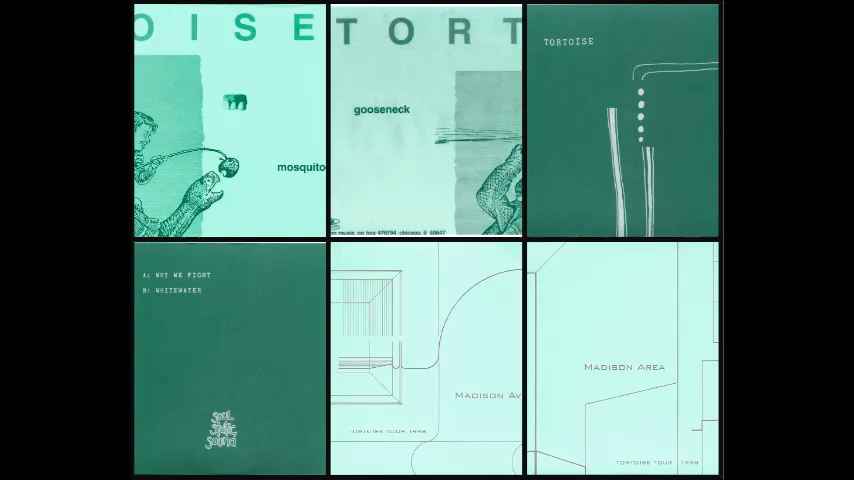 OISE
mosquito
TORT
gooseneck
n music. po box 476794. chicago. il 60647
TORTOISE
A: WHY WE FIGHT
B: WHITEWATER
SOUL
STATIC
SOUND
MADISON AV
TORTOISE TOUR 1998
MADISON AREA
TORTOISE TOUR 1998